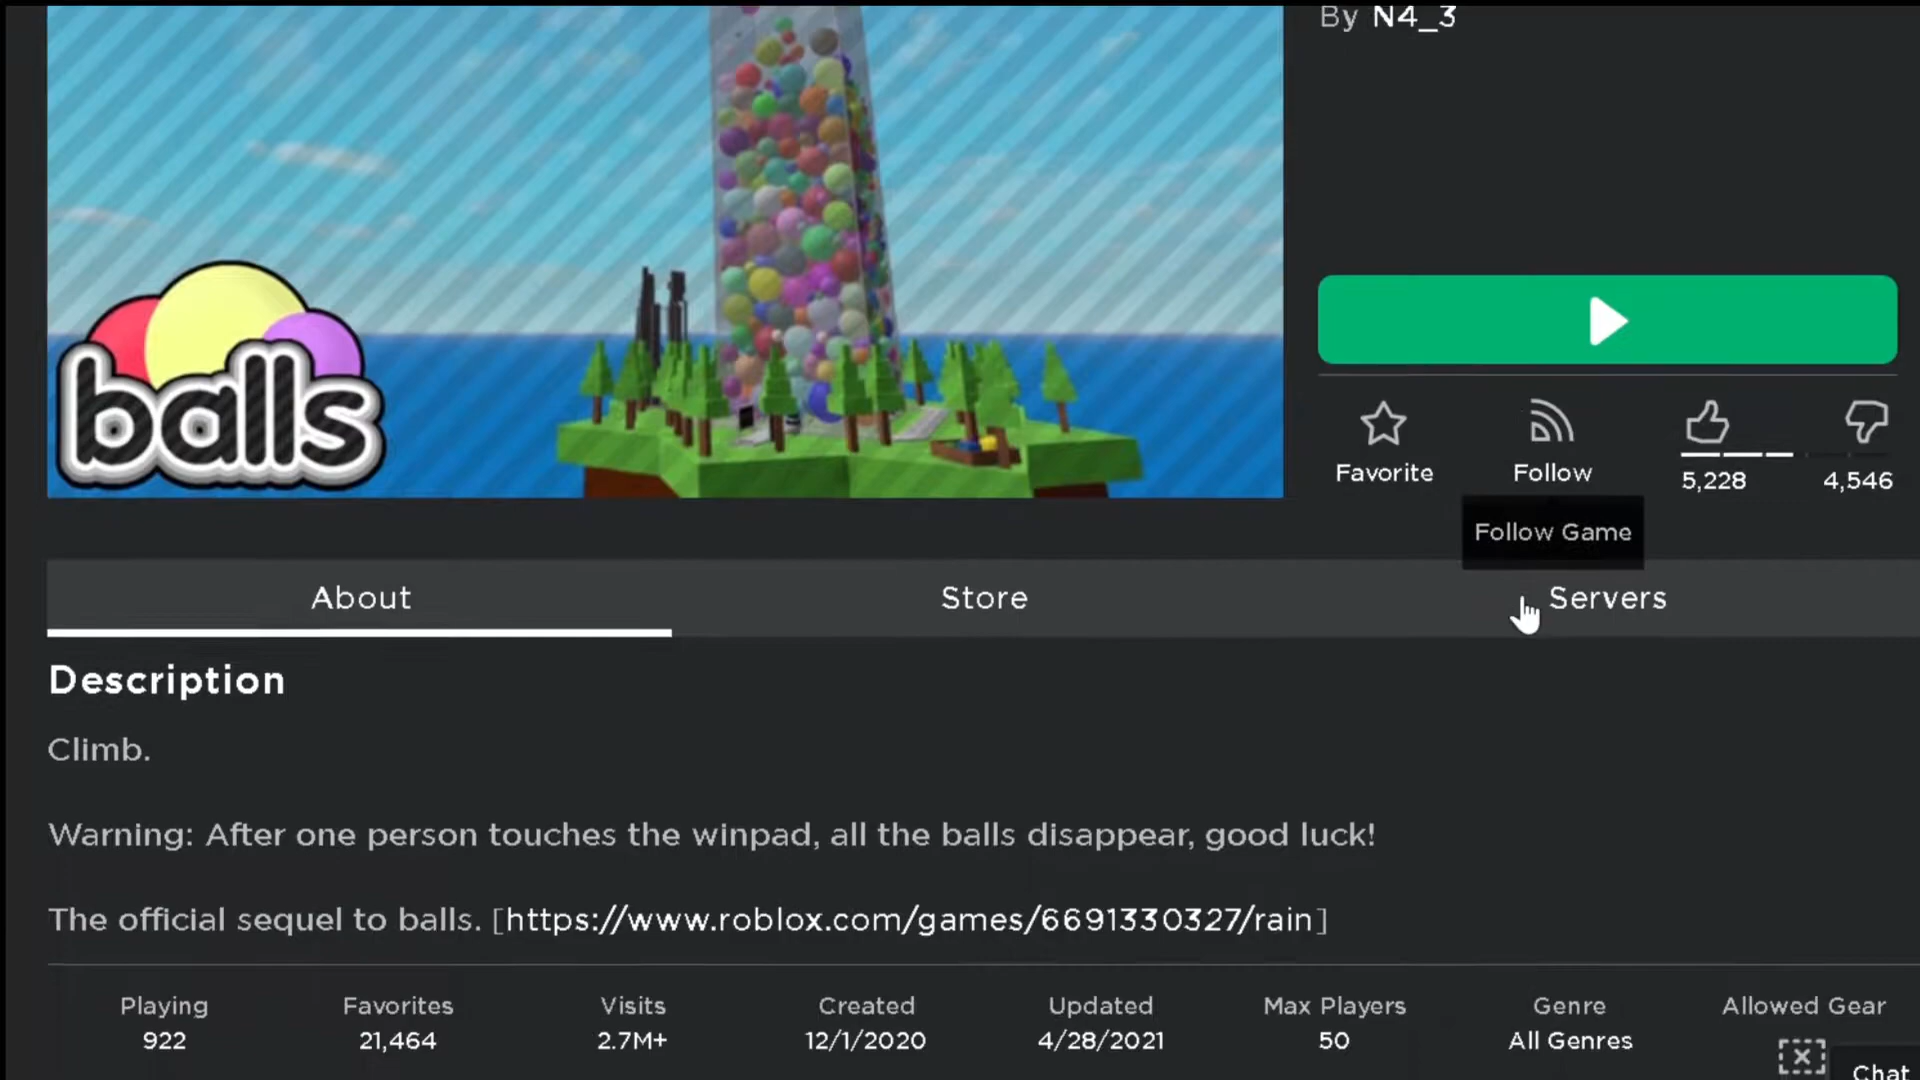 By N4_3
balls
Favorite
Follow
5,228
4,546
Follow Game
About
Store
Servers
Description
Climb.
Warning: After one person touches the winpad, all the balls disappear, good luck!
The official sequel to balls. [https://www.roblox.com/games/6691330327/rain]
Playing
Favorites
Visits
Created
Updated
Max Players
Genre
Allowed Gear
922
21,464
2.7M+
12/1/2020
4/28/2021
50
All Genres
Chat